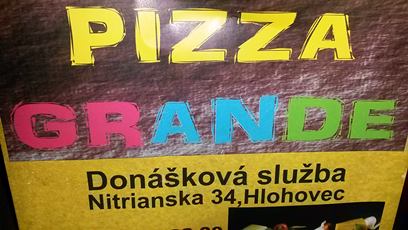 PIZZA
GRANDE
Donášková služba
Nitrianska 34,Hlohovec